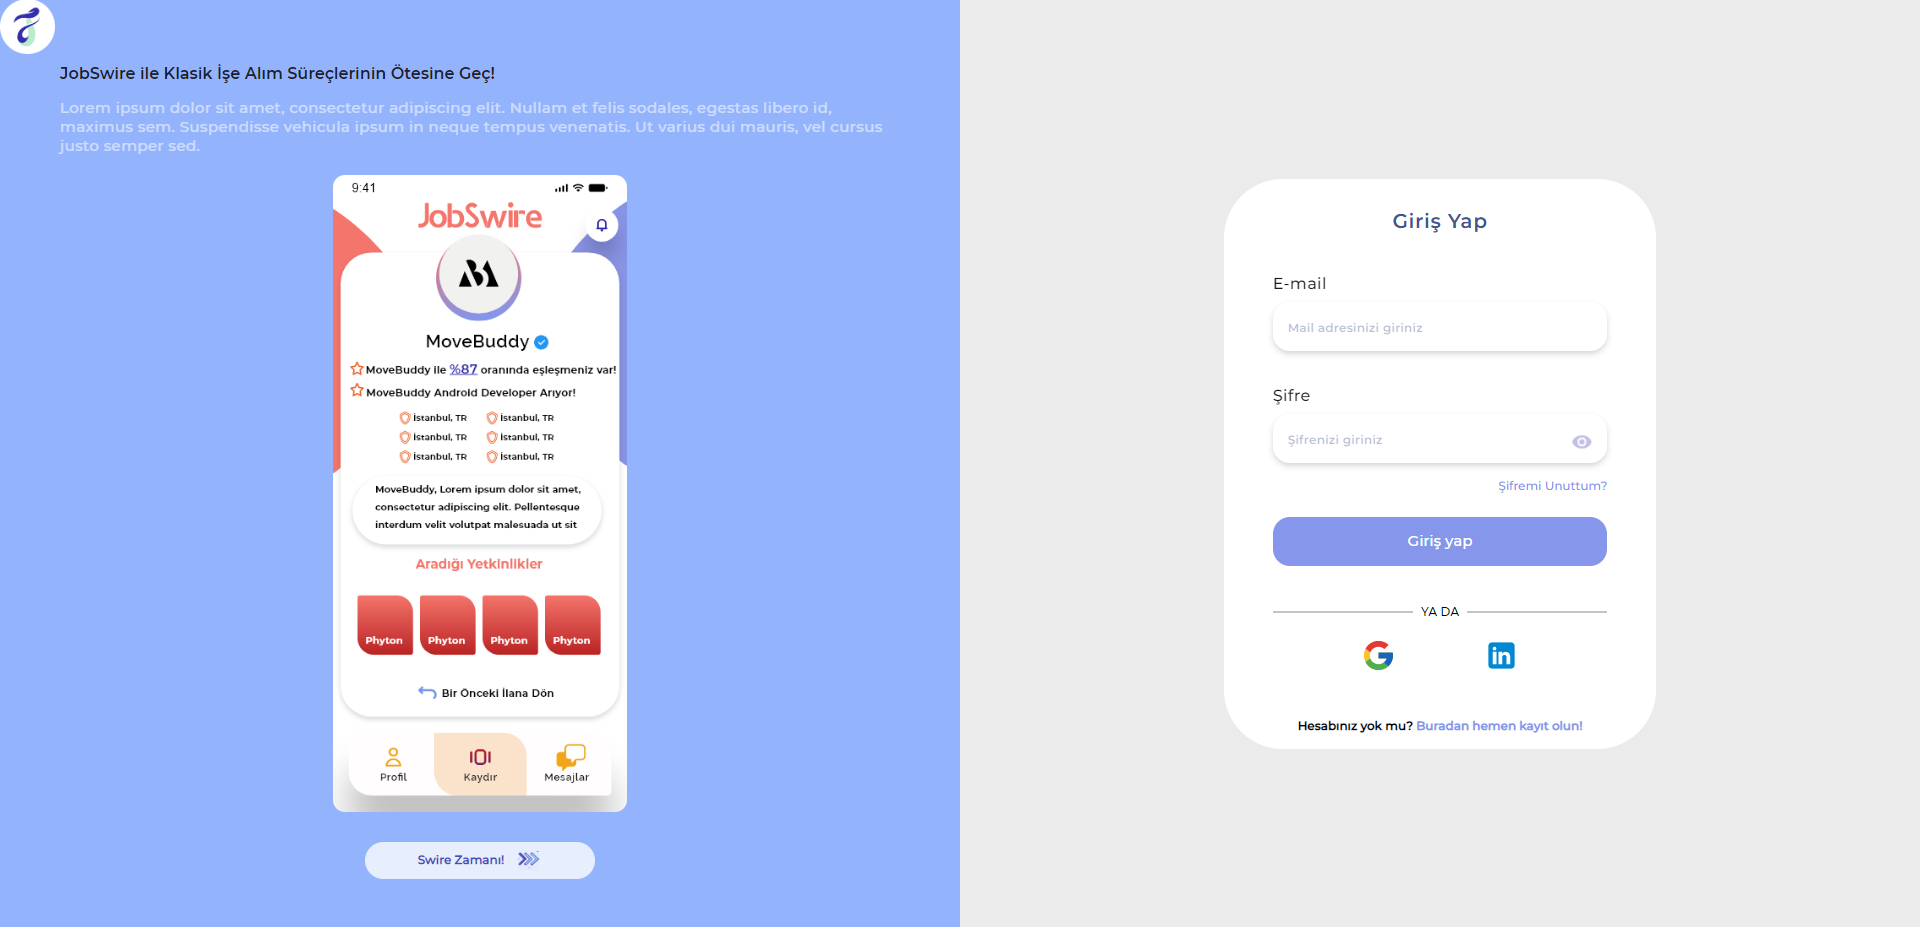 JobSwire ile Klasik İşe Alım Süreçlerinin Ötesine Geç!
Lorem ipsum dolor sit amet, consectetur adipiscing elit. Nullam et felis sodales, egestas libero id,
maximus sem. Suspendisse vehicula ipsum in neque tempus venenatis. Ut varius dui mauris, vel cursus
justo semper sed.
9:41
JobSwire
MoveBuddy
MoveBuddy ile %87 oranında eşleşmeniz var!
MoveBuddy Android Developer Arıyor!
İstanbul, TR İstanbul, TR
İstanbul, TR İstanbul, TR
İstanbul, TR İstanbul, TR
MoveBuddy, Lorem ipsum dolor sit amet,
consectetur adipiscing elit. Pellentesque
interdum velit volutpat malesuada ut sit
Aradığı Yetkinlikler
Phyton Phyton Phyton Phyton
Bir Önceki İlana Dön
Profil Kaydır Mesajlar
Swire Zamanı!
Giriş Yap
E-mail
Mail adresinizi giriniz
Şifre
Şifrenizi giriniz
Şifremi Unuttum?
Giriş yap
YA DA
in
Hesabınız yok mu? Buradan hemen kayıt olun!